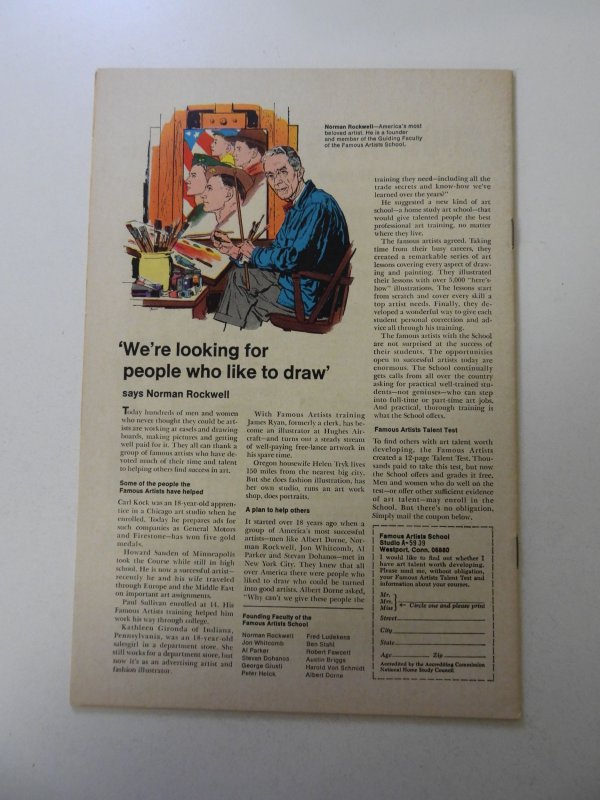 Norman Rockwell—America's most
beloved artist. He is a founder
and member of the Guiding Faculty
of the Famous Artists School.
'We're looking for
people who like to draw'
says Norman Rockwell
Today hundreds of men and women
who never thought they could be art-
ists are working at easels and drawing
boards, making pictures and getting
well paid for it. They all can thank a
group of famous artists who have de-
voted much of their time and talent
to helping others find success in art.
Some of the people the
Famous Artists have helped
Carl Kock was an 18-year-old appren-
tice in a Chicago art studio when he
enrolled. Today he prepares ads for
such companies as General Motors
and Firestone—has won five gold
medals.
Howard Sanden of Minneapolis
took the Course while still in high
school. He is now a successful artist—
recently he and his wife traveled
through Europe and the Middle East
on important art assignments.
Paul Sullivan enrolled at 14. His
Famous Artists training helped him
work his way through college.
Kathleen Gironda of Indiana,
Pennsylvania, was an 18-year-old
salesgirl in a department store. She
still works for a department store, but
now it's as an advertising artist and
fashion illustrator.
With Famous Artists training
James Ryan, formerly a clerk, has be-
come an illustrator at Hughes Air-
craft—and turns out a steady stream
of well-paying free-lance artwork in
his spare time.
Oregon housewife Helen Tryk lives
150 miles from the nearest big city.
But she does fashion illustration, has
her own studio, runs an art work
shop, does portraits.
A plan to help others
It started over 18 years ago when a
group of America's most successful
artists—men like Albert Dorne, Nor-
man Rockwell, Jon Whitcomb, Al
Parker and Stevan Dohanos—met in
New York City. They knew that all
over America there were people who
liked to draw who could be turned
into good artists. Albert Dorne asked,
"Why can't we give these people the
Founding Faculty of the
Famous Artists School
Norman Rockwell
Jon Whitcomb
Al Parker
Stevan Dohanos
George Giusti
Peter Helck
Fred Ludekens
Ben Stahl
Robert Fawcett
Austin Briggs
Harold Von Schmidt
Albert Dorne
training they need—including all the
trade secrets and know-how we've
learned over the years?"
He suggested a new kind of art
school—a home study art school—that
would give talented people the best
professional art training, no matter
where they live.
The famous artists agreed. Taking
time from their busy careers, they
created a remarkable series of art
lessons covering every aspect of draw-
ing and painting. They illustrated
their lessons with over 5,000 "here's-
how" illustrations. The lessons start
from scratch and cover every skill a
top artist needs. Finally, they de-
veloped a wonderful way to give each
student personal correction and ad-
vice all through his training.
The famous artists with the School
are not surprised at the success of
their students. The opportunities
open to successful artists today are
enormous. The School continually
gets calls from all over the country
asking for practical well-trained stu-
dents—not geniuses—who can step
into full-time or part-time art jobs.
And practical, thorough training is
what the School offers.
Famous Artists Talent Test
To find others with art talent worth
developing, the Famous Artists
created a 12-page Talent Test. Thou-
sands paid to take this test, but now
the School offers and grades it free.
Men and women who do well on the
test—or offer other sufficient evidence
of art talent—may enroll in the
School. But there's no obligation.
Simply mail the coupon below.
Famous Artists School
Studio A-59 39
Westport, Conn. 06880
I would like to find out whether I
have art talent worth developing.
Please send me, without obligation,
your Famous Artists Talent Test and
information about your courses.
Mr.
Mrs.
Miss ← Circle one and please print
Street
City
State
Age Zip
Accredited by the Accrediting Commission
National Home Study Council